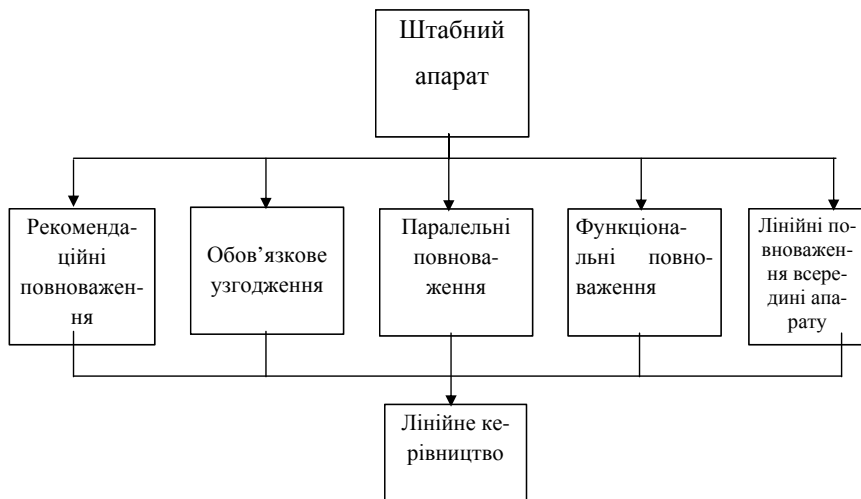 Штабний
апарат
Рекоменда-
ційні
повноважен-
ня
Обов’язкове
узгодження
Паралельні
повнова-
ження
Функціона-
льні повно-
важення
Лінійні по-
вноважен-
ня всере-
дині апа-
рату
Лінійне ке-
рівництво